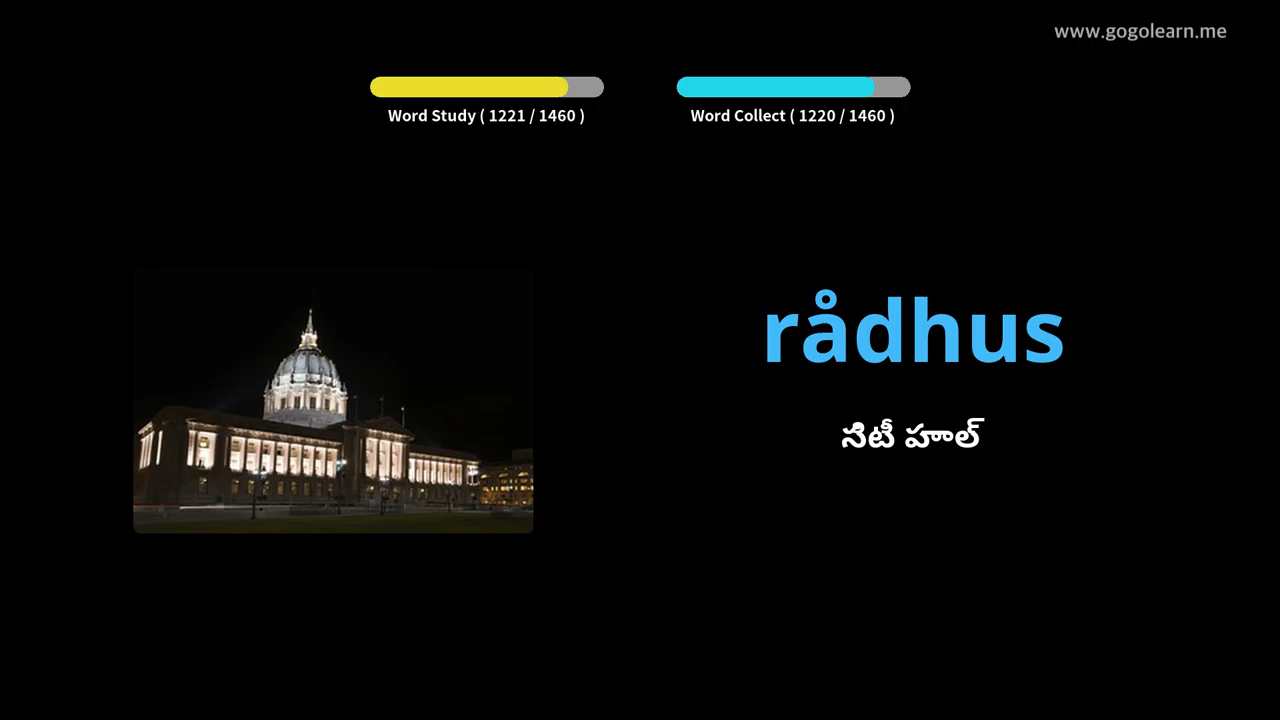 www.gogolearn.me
Word Study ( 1221 / 1460 )
Word Collect ( 1220 / 1460 )
rådhus
సిటీ హాల్